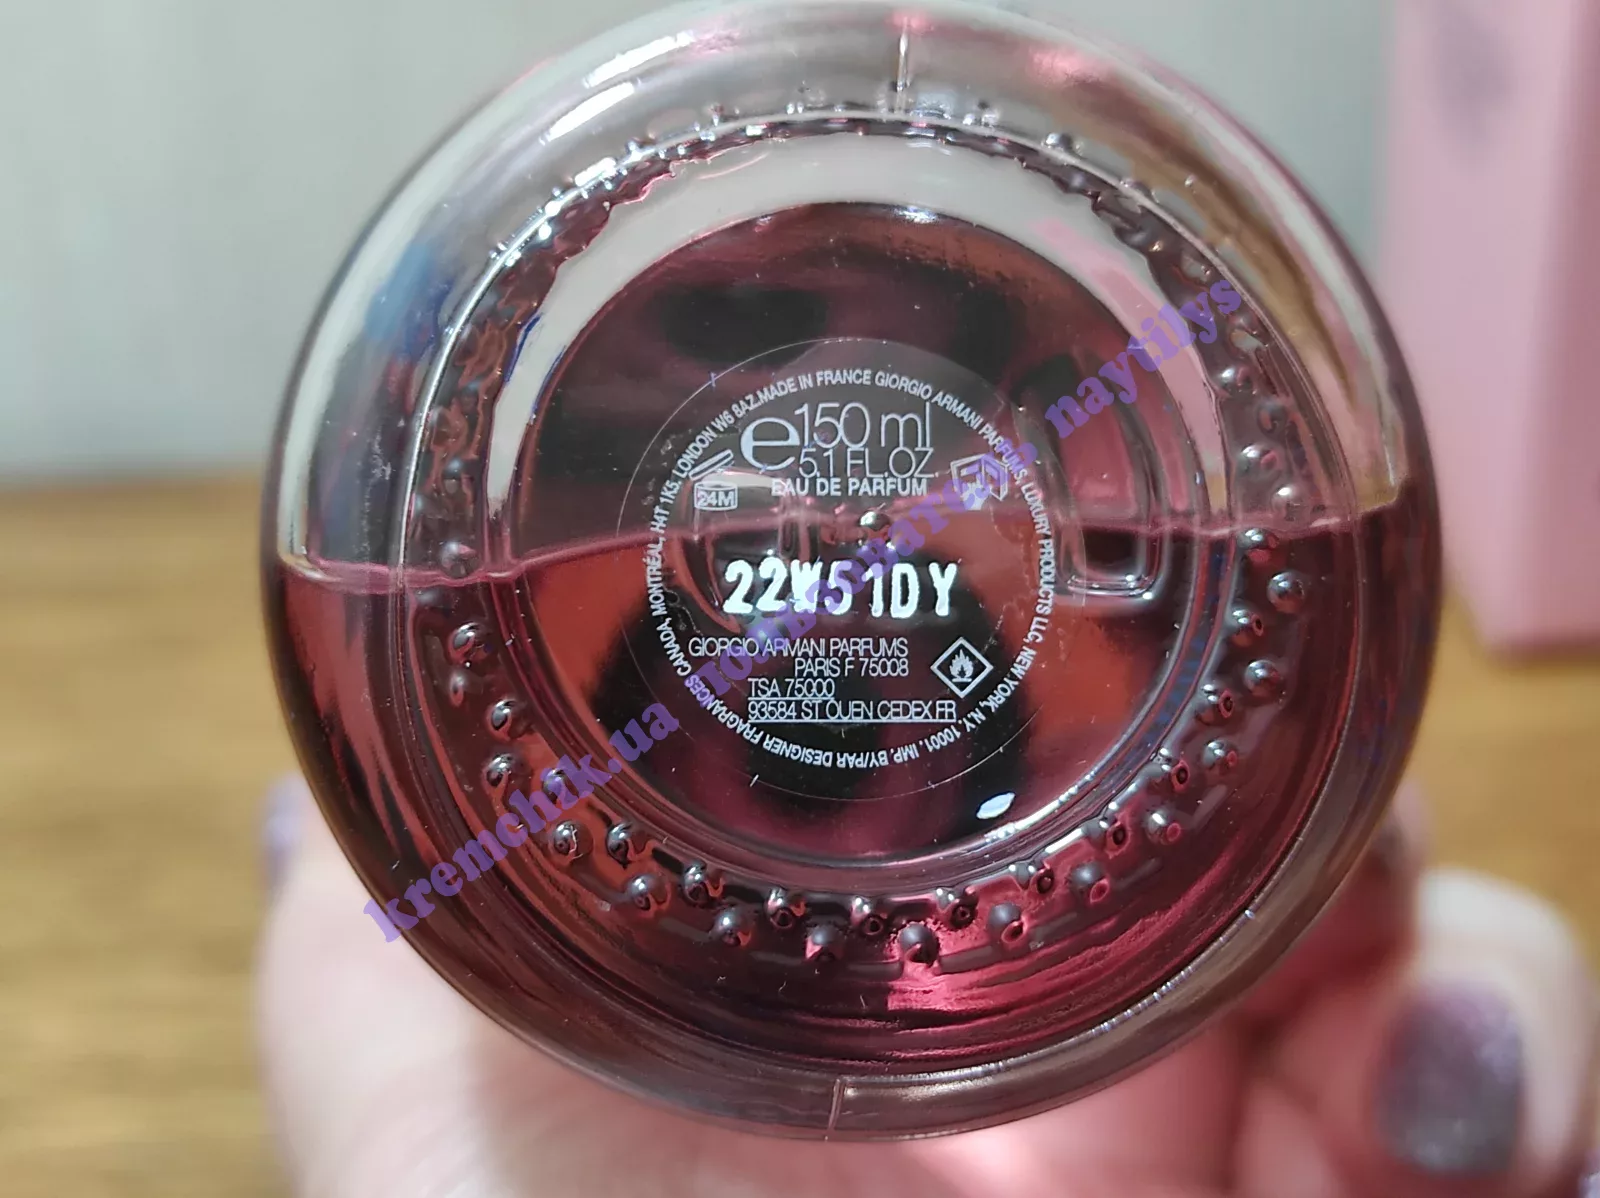 MADE IN FRANCE GIORGIO ARMANI PARFUMS, LUXURY PRODUCTS LLC, NEW YORK, N.Y. 10001. IMP. BY/PAR DESIGNER FRAGRANCES CANADA, MONTRÉAL, H4T 1K5. LONDON W6 8AZ.
e150 ml
5.1 FL.OZ.
EAU DE PARFUM
24M
22W51DY
GIORGIO ARMANI PARFUMS
PARIS F 75008
TSA 75000
93584 ST OUEN CEDEX FR
kremchik.ua
naytilys